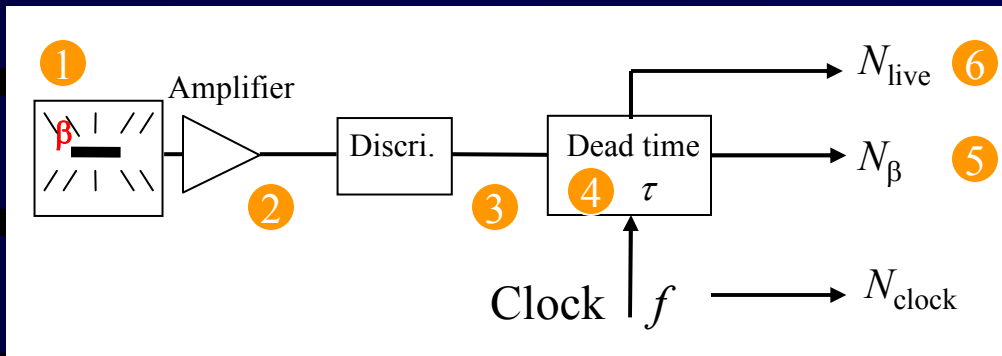 1
Amplifier
β
2
Discri.
3
Dead time
4 τ
N_live 6
N_β 5
Clock f
N_clock